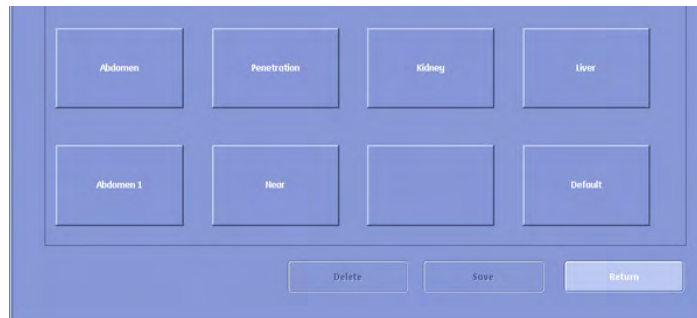 Abdomen
Penetration
Kidney
Liver
Abdomen 1
Near
Default
Delete
Save
Return